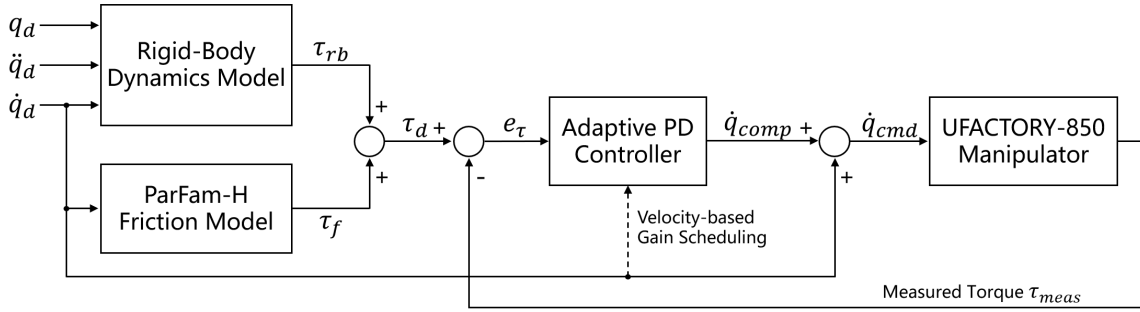 q_d
q̈_d
q̇_d
Rigid-Body
Dynamics Model
τ_rb
+
ParFam-H
Friction Model
τ_f
+
τ_d +
-
e_τ
Adaptive PD
Controller
Velocity-based
Gain Scheduling
q̇_comp +
+
q̇_cmd
UFACTORY-850
Manipulator
Measured Torque τ_meas